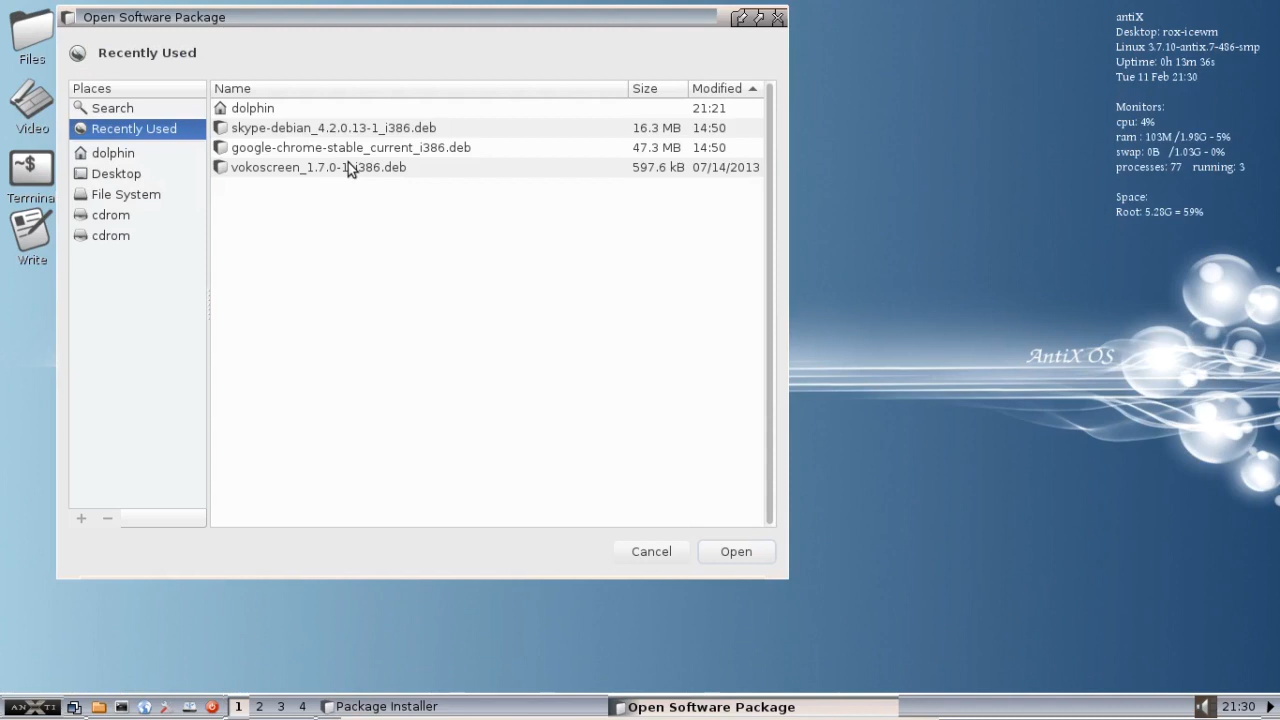 Open Software Package
Recently Used
Places
Search
Recently Used
dolphin
Desktop
File System
cdrom
cdrom
Name Size Modified
dolphin 21:21
skype-debian_4.2.0.13-1_i386.deb 16.3 MB 14:50
google-chrome-stable_current_i386.deb 47.3 MB 14:50
vokoscreen_1.7.0-1_i386.deb 597.6 kB 07/14/2013
Cancel Open
Files
Video
~$
Termina
Write
antiX
Desktop: rox-icewm
Linux 3.7.10-antix.7-486-smp
Uptime: 0h 13m 36s
Tue 11 Feb 21:30
Monitors:
cpu: 4%
ram : 103M /1.98G - 5%
swap: 0B /1.03G - 0%
processes: 77 running: 3
Space:
Root: 5.28G = 59%
AntiX OS
1 2 3 4 Package Installer Open Software Package 21:30